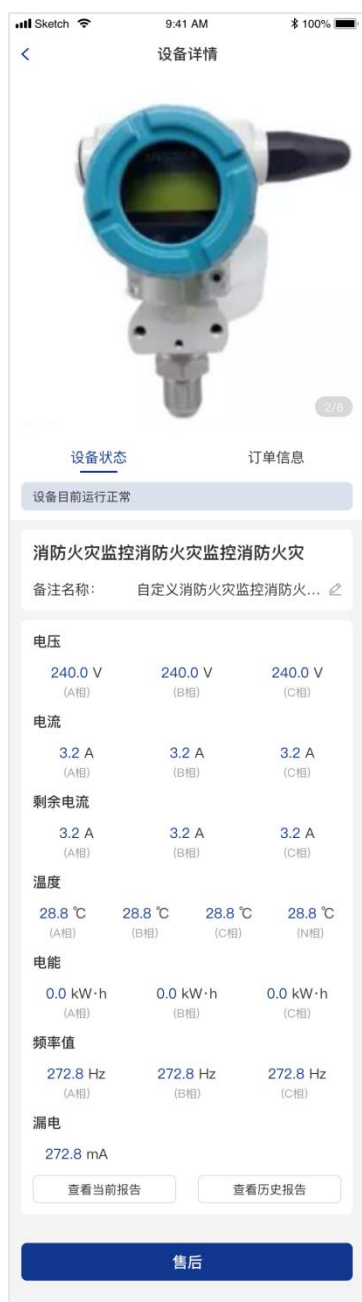 Sketch 9:41 AM 100%
设备详情
2/6
设备状态 订单信息
设备目前运行正常
消防火灾监控消防火灾监控消防火灾
备注名称： 自定义消防火灾监控消防火...
电压
240.0 V 240.0 V 240.0 V
(A相) (B相) (C相)
电流
3.2 A 3.2 A 3.2 A
(A相) (B相) (C相)
剩余电流
3.2 A 3.2 A 3.2 A
(A相) (B相) (C相)
温度
28.8 ℃ 28.8 ℃ 28.8 ℃ 28.8 ℃
(A相) (B相) (C相) (N相)
电能
0.0 kW·h 0.0 kW·h 0.0 kW·h
(A相) (B相) (C相)
频率值
272.8 Hz 272.8 Hz 272.8 Hz
(A相) (B相) (C相)
漏电
272.8 mA
查看当前报告 查看历史报告
售后